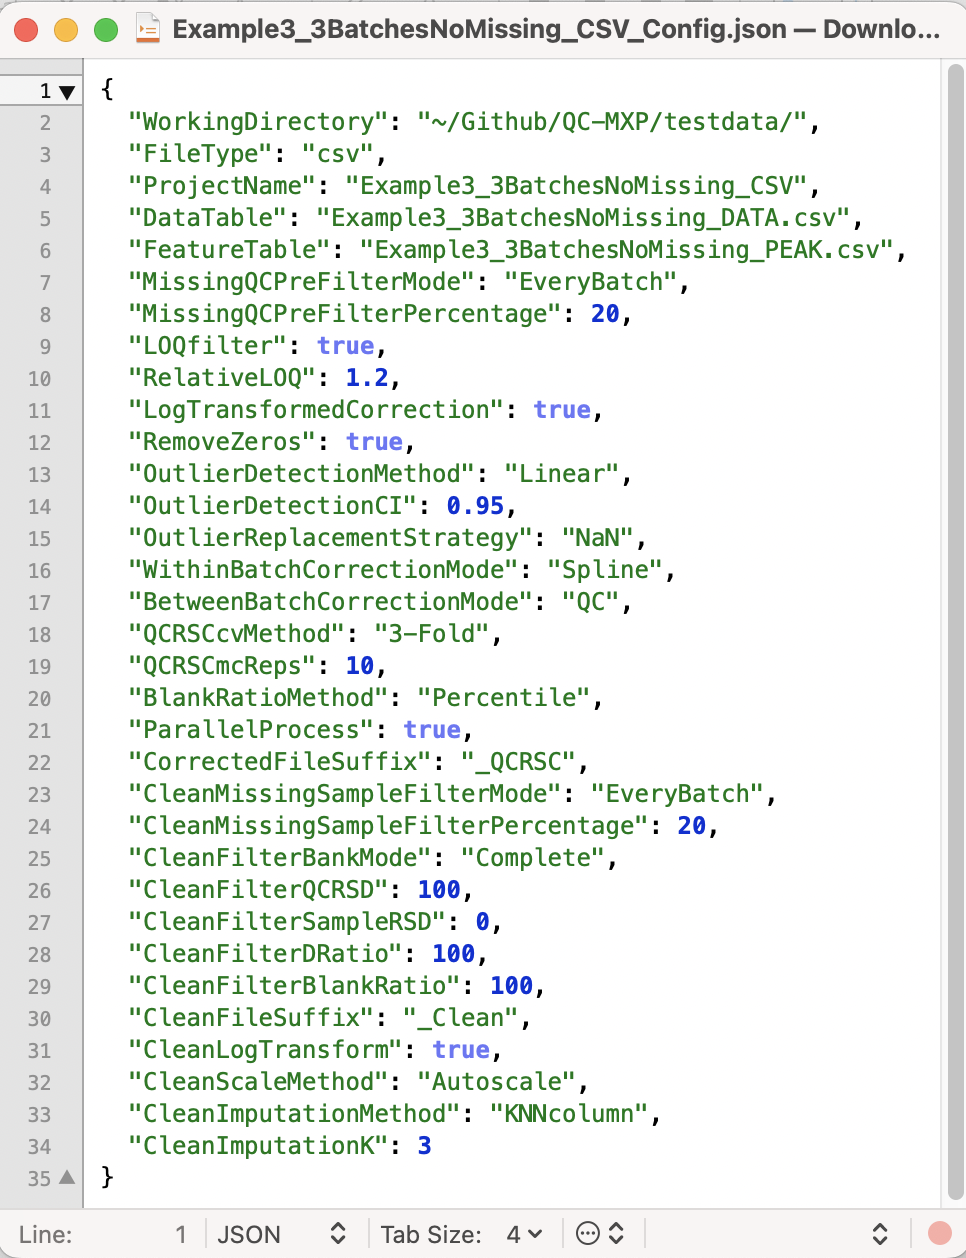 Example3_3BatchesNoMissing_CSV_Config.json — Downlo...
1 {
2 "WorkingDirectory": "~/Github/QC-MXP/testdata/",
3 "FileType": "csv",
4 "ProjectName": "Example3_3BatchesNoMissing_CSV",
5 "DataTable": "Example3_3BatchesNoMissing_DATA.csv",
6 "FeatureTable": "Example3_3BatchesNoMissing_PEAK.csv",
7 "MissingQCPreFilterMode": "EveryBatch",
8 "MissingQCPreFilterPercentage": 20,
9 "LOQfilter": true,
10 "RelativeLOQ": 1.2,
11 "LogTransformedCorrection": true,
12 "RemoveZeros": true,
13 "OutlierDetectionMethod": "Linear",
14 "OutlierDetectionCI": 0.95,
15 "OutlierReplacementStrategy": "NaN",
16 "WithinBatchCorrectionMode": "Spline",
17 "BetweenBatchCorrectionMode": "QC",
18 "QCRSCcvMethod": "3-Fold",
19 "QCRSCmcReps": 10,
20 "BlankRatioMethod": "Percentile",
21 "ParallelProcess": true,
22 "CorrectedFileSuffix": "_QCRSC",
23 "CleanMissingSampleFilterMode": "EveryBatch",
24 "CleanMissingSampleFilterPercentage": 20,
25 "CleanFilterBankMode": "Complete",
26 "CleanFilterQCRSD": 100,
27 "CleanFilterSampleRSD": 0,
28 "CleanFilterDRatio": 100,
29 "CleanFilterBlankRatio": 100,
30 "CleanFileSuffix": "_Clean",
31 "CleanLogTransform": true,
32 "CleanScaleMethod": "Autoscale",
33 "CleanImputationMethod": "KNNcolumn",
34 "CleanImputationK": 3
35 }
Line: 1 JSON Tab Size: 4